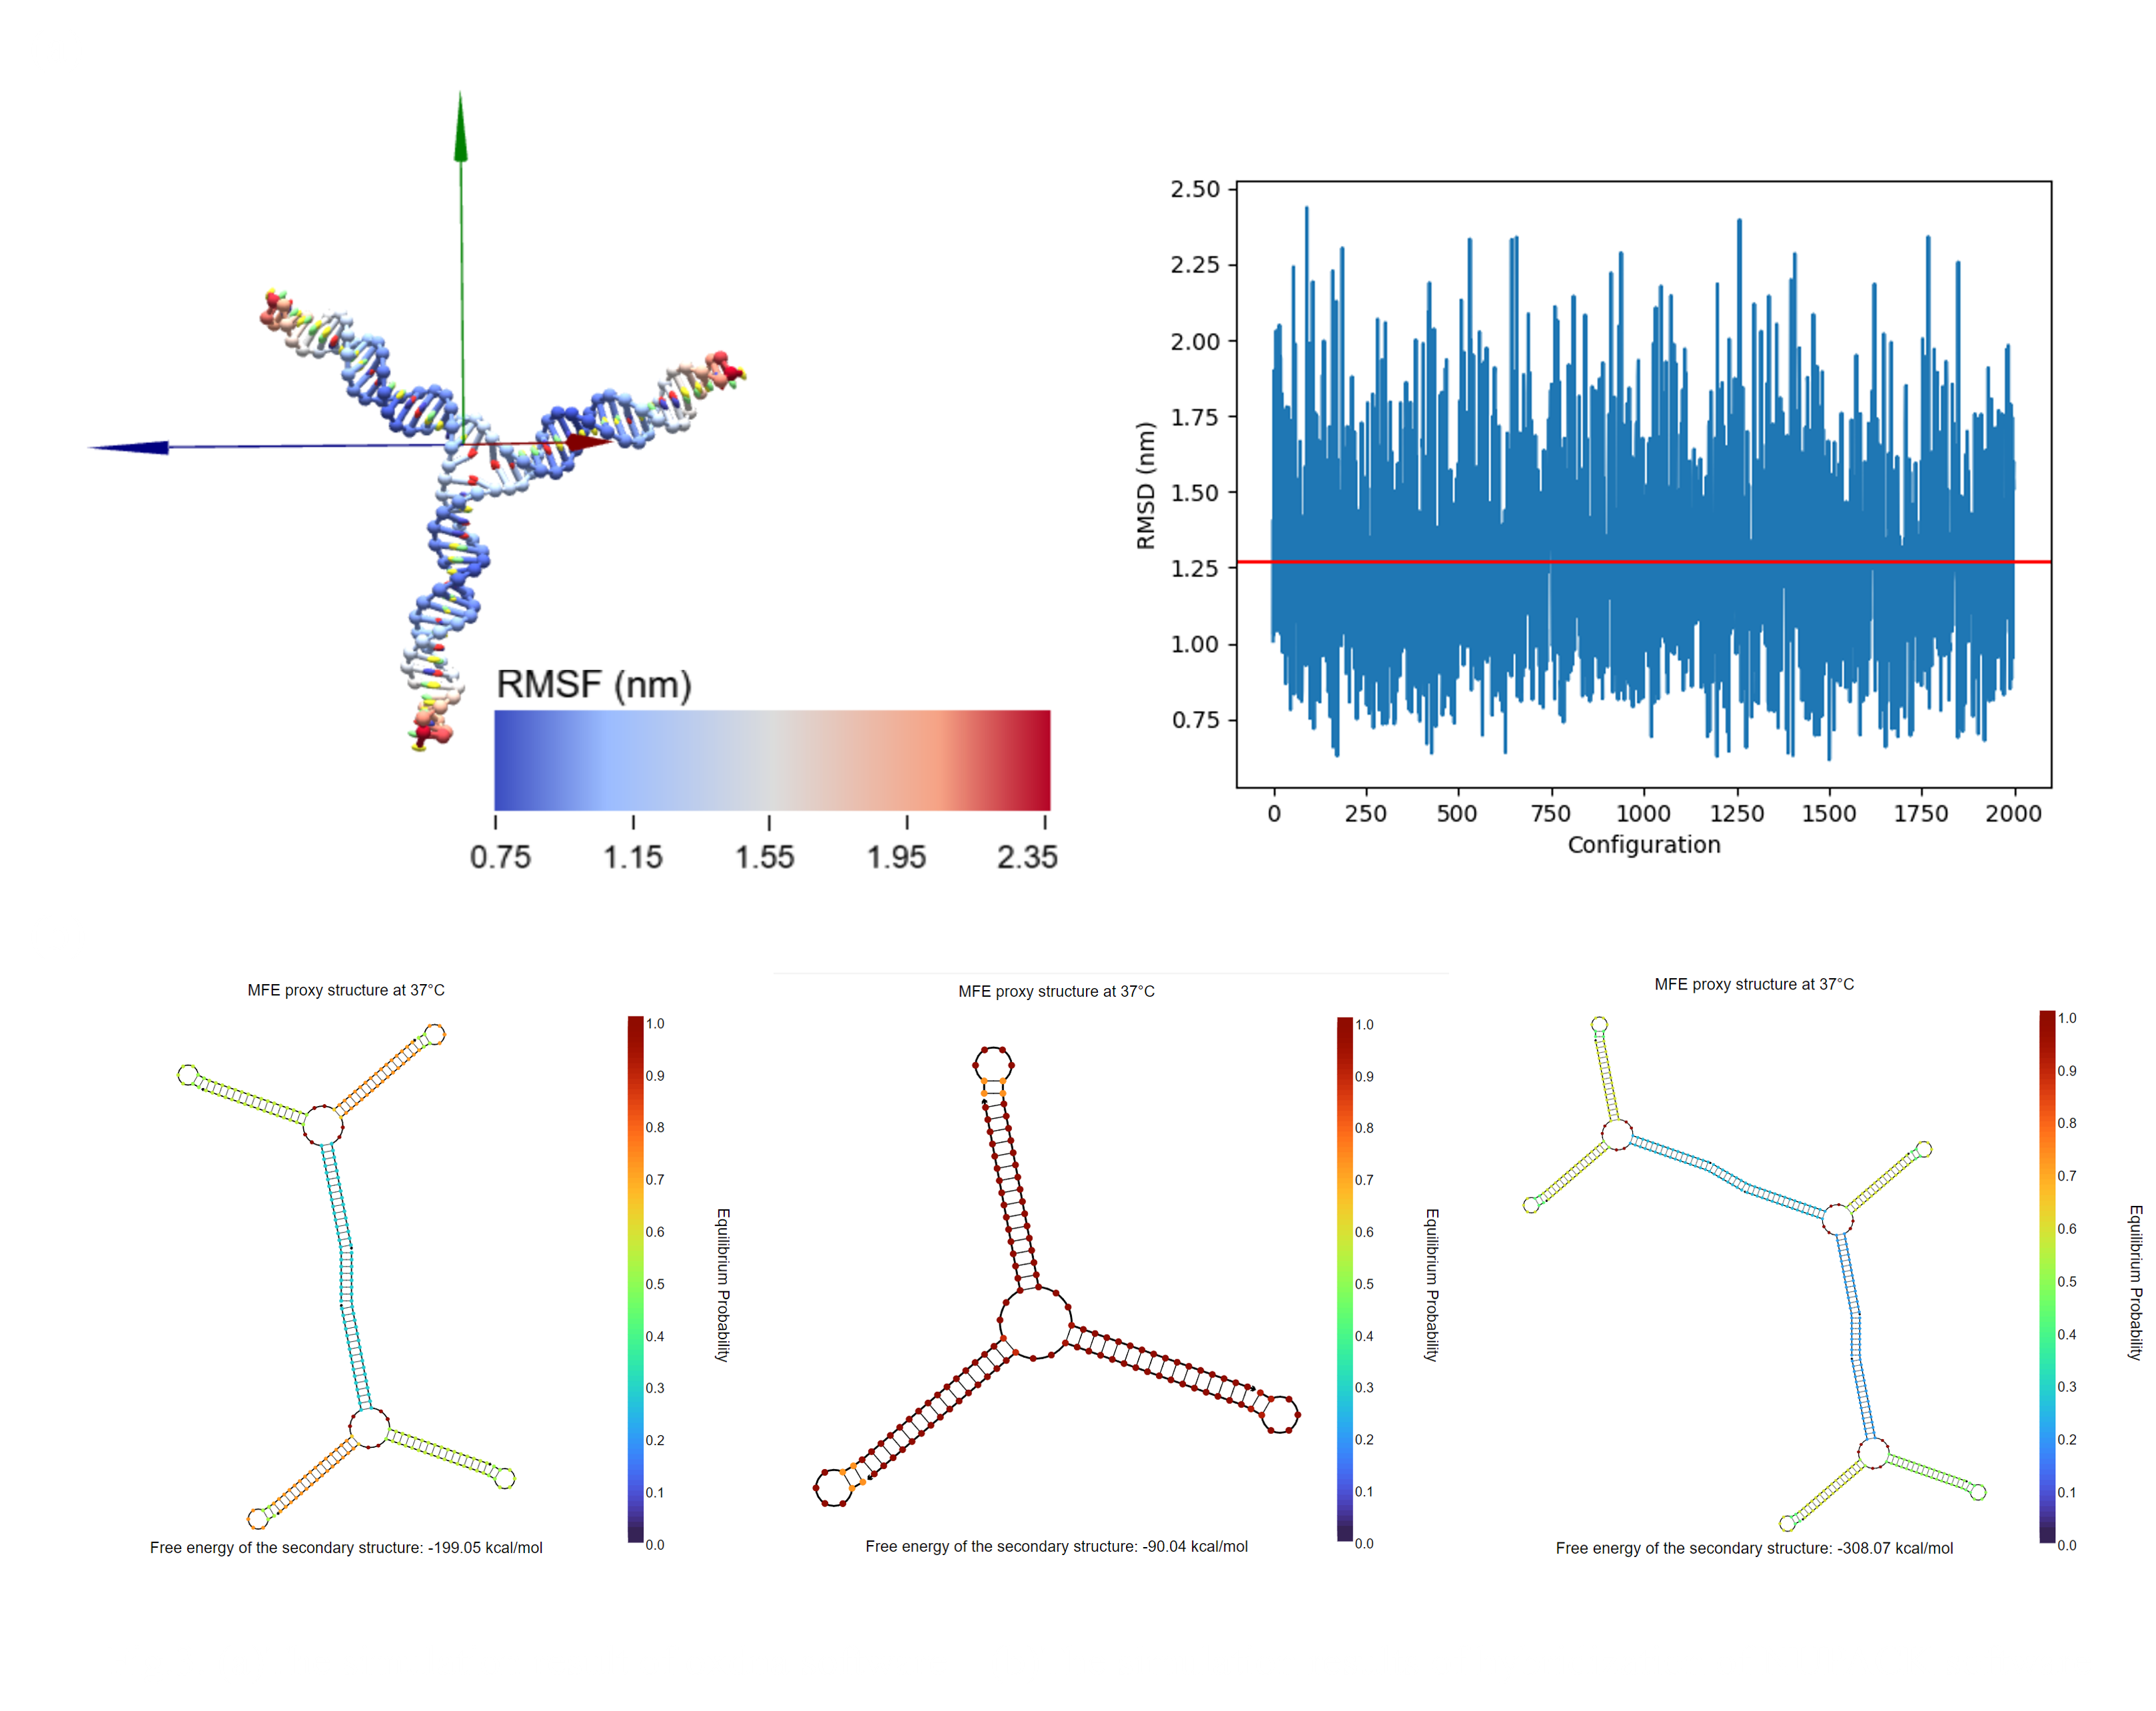 RMSF (nm)
0.75 1.15 1.55 1.95 2.35
2.50
2.25
2.00
1.75
1.50
1.25
1.00
0.75
RMSD (nm)
0 250 500 750 1000 1250 1500 1750 2000
Configuration
MFE proxy structure at 37°C
1.0
0.9
0.8
0.7
0.6
0.5
0.4
0.3
0.2
0.1
0.0
Equilibrium Probability
Free energy of the secondary structure: -199.05 kcal/mol
MFE proxy structure at 37°C
1.0
0.9
0.8
0.7
0.6
0.5
0.4
0.3
0.2
0.1
0.0
Equilibrium Probability
Free energy of the secondary structure: -90.04 kcal/mol
MFE proxy structure at 37°C
1.0
0.9
0.8
0.7
0.6
0.5
0.4
0.3
0.2
0.1
0.0
Equilibrium Probability
Free energy of the secondary structure: -308.07 kcal/mol